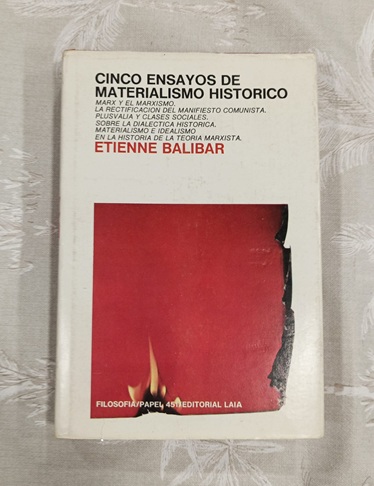 CINCO ENSAYOS DE
MATERIALISMO HISTORICO
MARX Y EL MARXISMO.
LA RECTIFICACION DEL MANIFIESTO COMUNISTA.
PLUSVALIA Y CLASES SOCIALES.
SOBRE LA DIALECTICA HISTORICA.
MATERIALISMO E IDEALISMO
EN LA HISTORIA DE LA TEORIA MARXISTA.
ETIENNE BALIBAR
FILOSOFIA/PAPEL 451/EDITORIAL LAIA